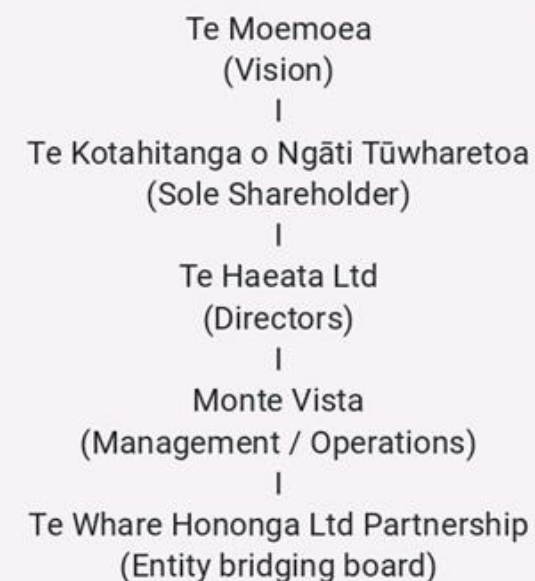 Te Moemoea
(Vision)
|
Te Kotahitanga o Ngāti Tūwharetoa
(Sole Shareholder)
|
Te Haeata Ltd
(Directors)
|
Monte Vista
(Management / Operations)
|
Te Whare Hononga Ltd Partnership
(Entity bridging board)